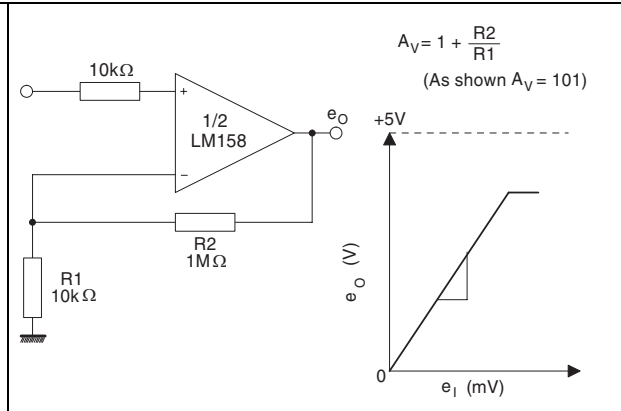 10kΩ
+
1/2
LM158
−
e_O
R2
1MΩ
R1
10kΩ
A_V = 1 + R2/R1
(As shown A_V = 101)
+5V
e_O (V)
0
e_I (mV)